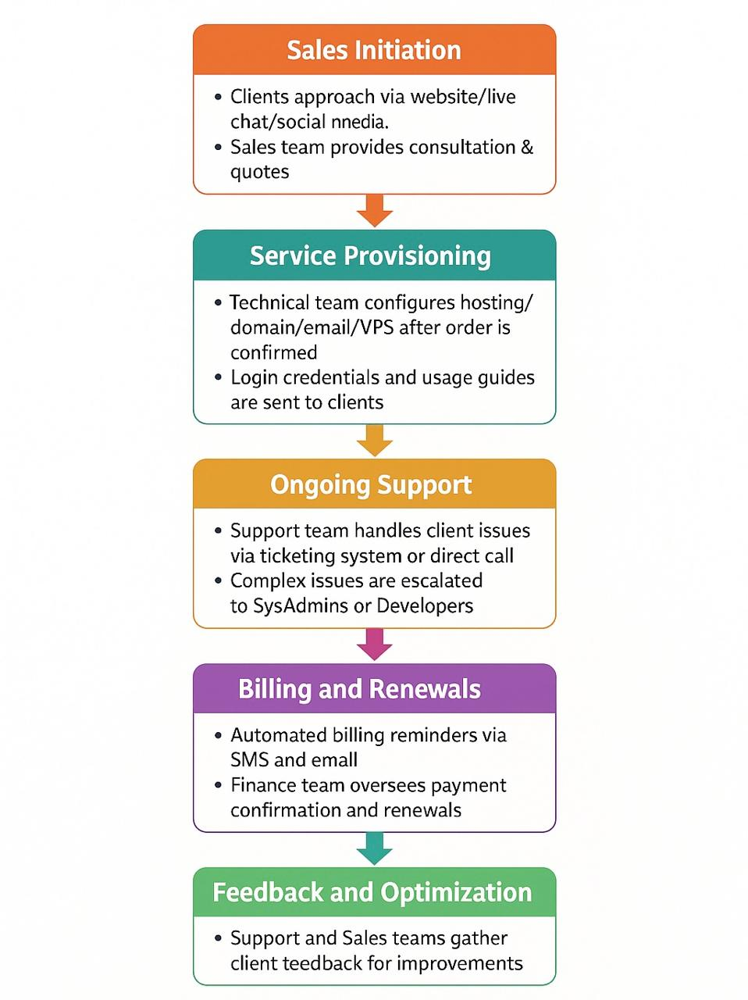 Sales Initiation
• Clients approach via website/live
chat/social nnedia.
• Sales team provides consultation &
quotes
Service Provisioning
• Technical team configures hosting/
domain/email/VPS after order is
confirmed
• Login credentials and usage guides
are sent to clients
Ongoing Support
• Support team handles client issues
via ticketing system or direct call
• Complex issues are escalated
to SysAdmins or Developers
Billing and Renewals
• Automated billing reminders via
SMS and emall
• Finance team oversees payment
confirmation and renewals
Feedback and Optimization
• Support and Sales teams gather
client teedback for improvements